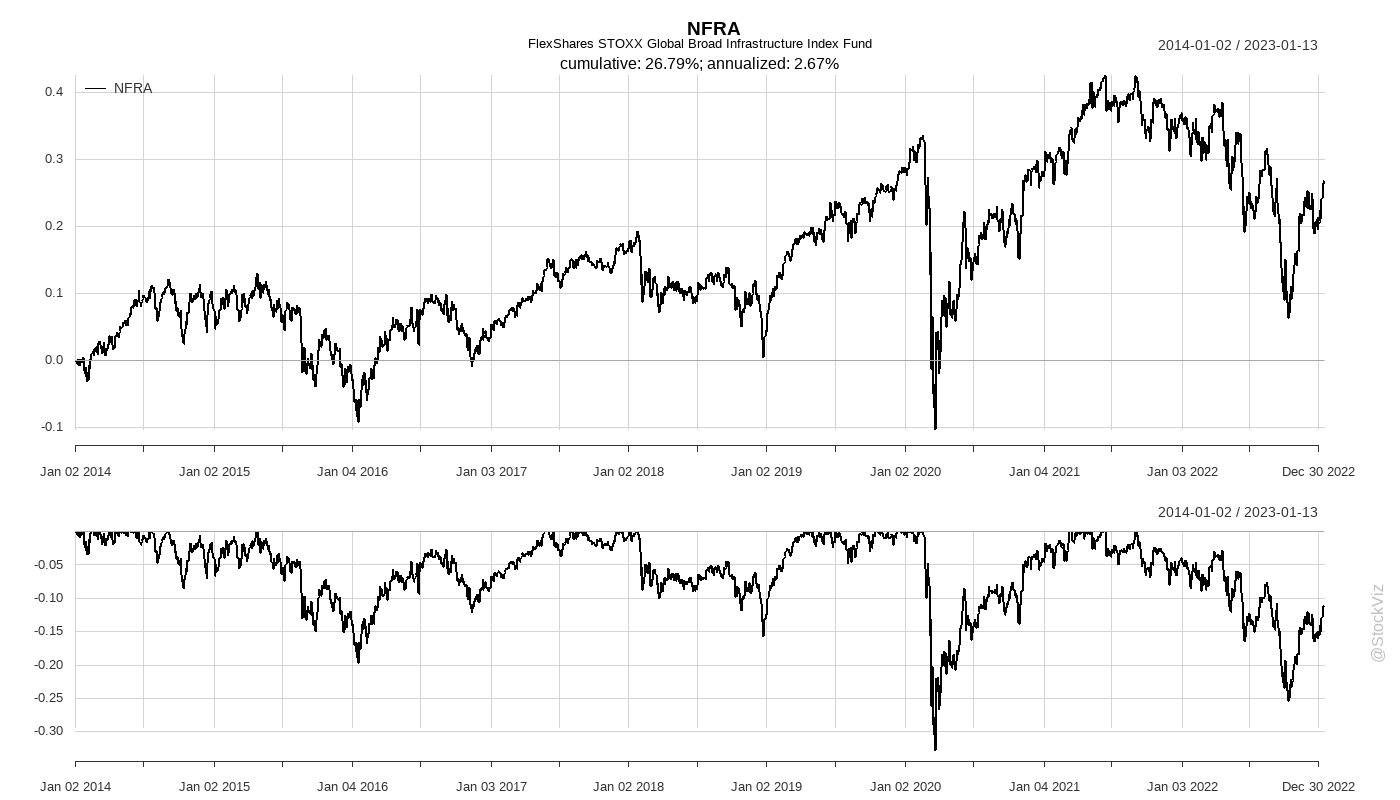 NFRA
FlexShares STOXX Global Broad Infrastructure Index Fund
2014-01-02 / 2023-01-13
cumulative: 26.79%; annualized: 2.67%
NFRA
0.4
0.3
0.2
0.1
0.0
-0.1
Jan 02 2014 Jan 02 2015 Jan 04 2016 Jan 03 2017 Jan 02 2018 Jan 02 2019 Jan 02 2020 Jan 04 2021 Jan 03 2022 Dec 30 2022
2014-01-02 / 2023-01-13
-0.05
-0.10
-0.15
-0.20
-0.25
-0.30
Jan 02 2014 Jan 02 2015 Jan 04 2016 Jan 03 2017 Jan 02 2018 Jan 02 2019 Jan 02 2020 Jan 04 2021 Jan 03 2022 Dec 30 2022
@StockViz